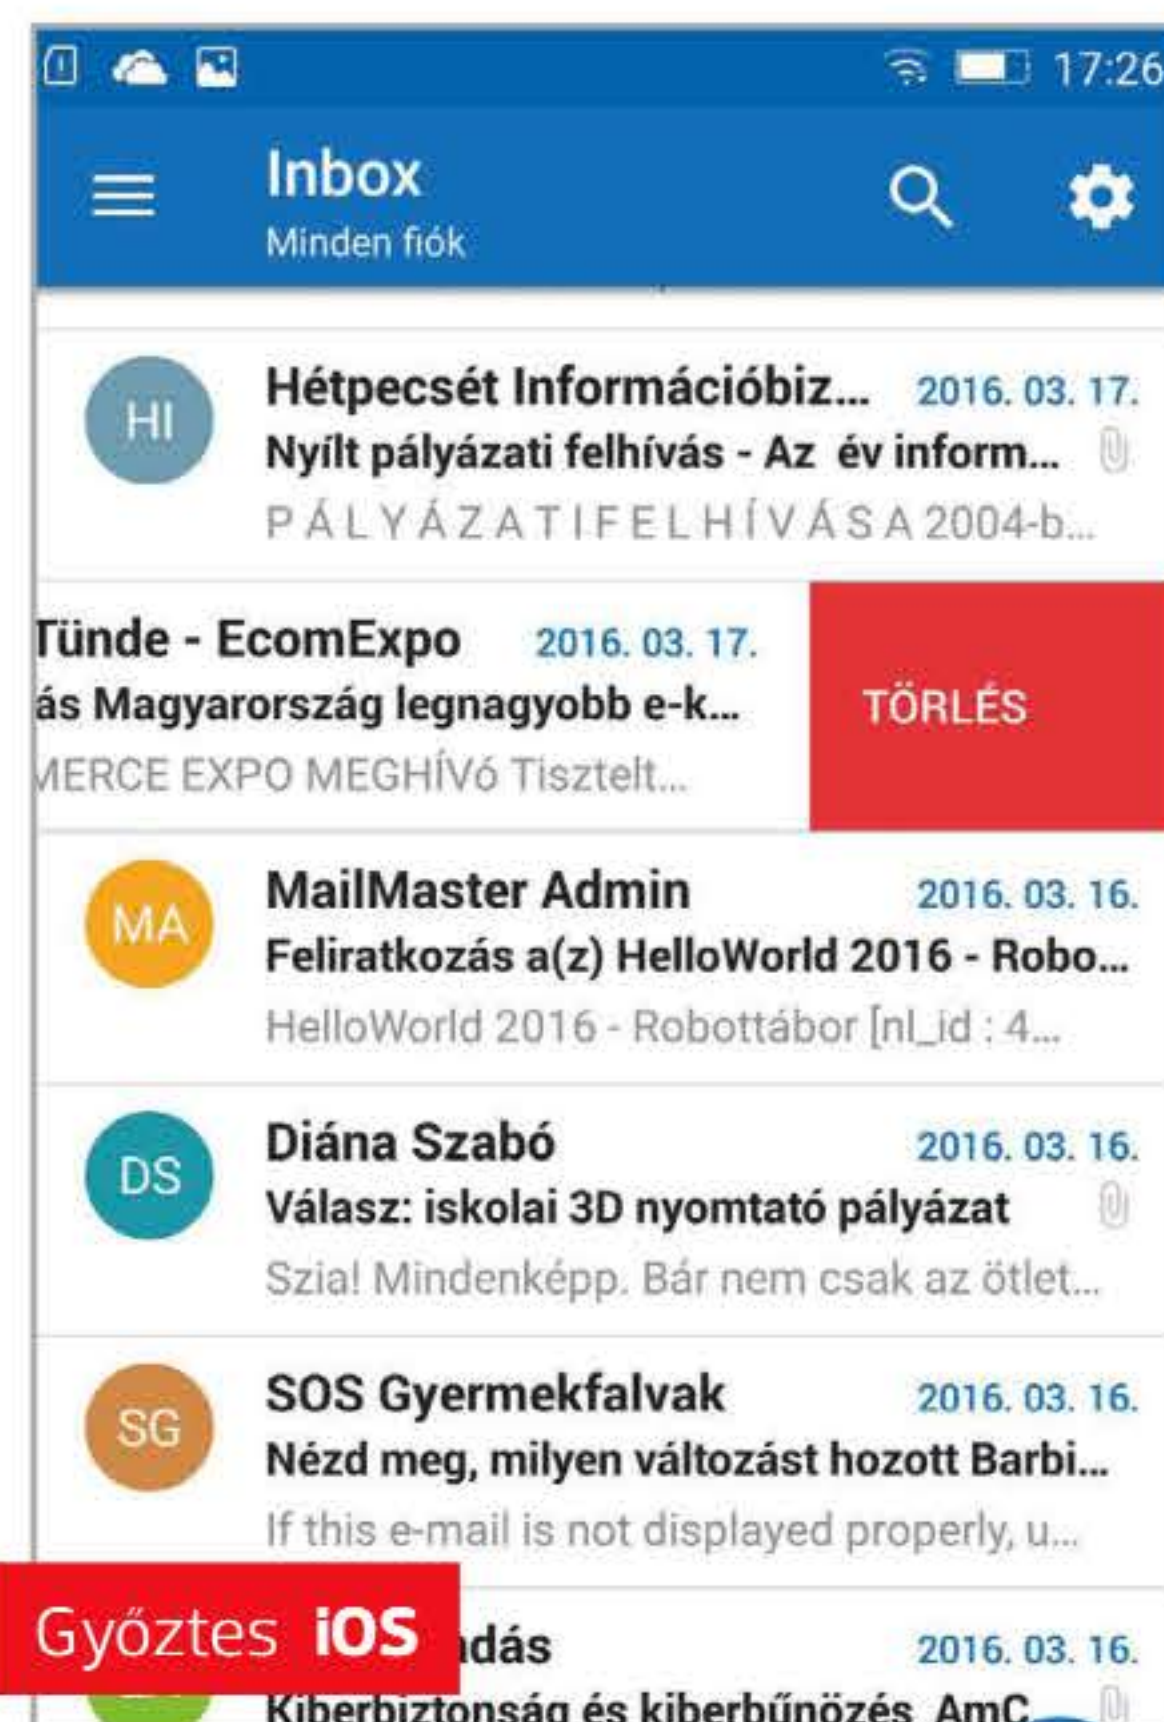 17:26
Inbox
Minden fiók
HI
Hétpecsét Információbiz... 2016. 03. 17.
Nyílt pályázati felhívás - Az év inform...
P Á L Y Á Z A T I F E L H Í V Á S A 2004-b...
Tünde - EcomExpo 2016. 03. 17.
ás Magyarország legnagyobb e-k...
MERCE EXPO MEGHÍVó Tisztelt...
TÖRLÉS
MA
MailMaster Admin 2016. 03. 16.
Feliratkozás a(z) HelloWorld 2016 - Robo...
HelloWorld 2016 - Robottábor [nl_id : 4...
DS
Diána Szabó 2016. 03. 16.
Válasz: iskolai 3D nyomtató pályázat
Szia! Mindenképp. Bár nem csak az ötlet...
SG
SOS Gyermekfalvak 2016. 03. 16.
Nézd meg, milyen változást hozott Barbi...
If this e-mail is not displayed properly, u...
Győztes iOS
adás 2016. 03. 16.
Kiberbiztonság és kiberbűnözés AmC